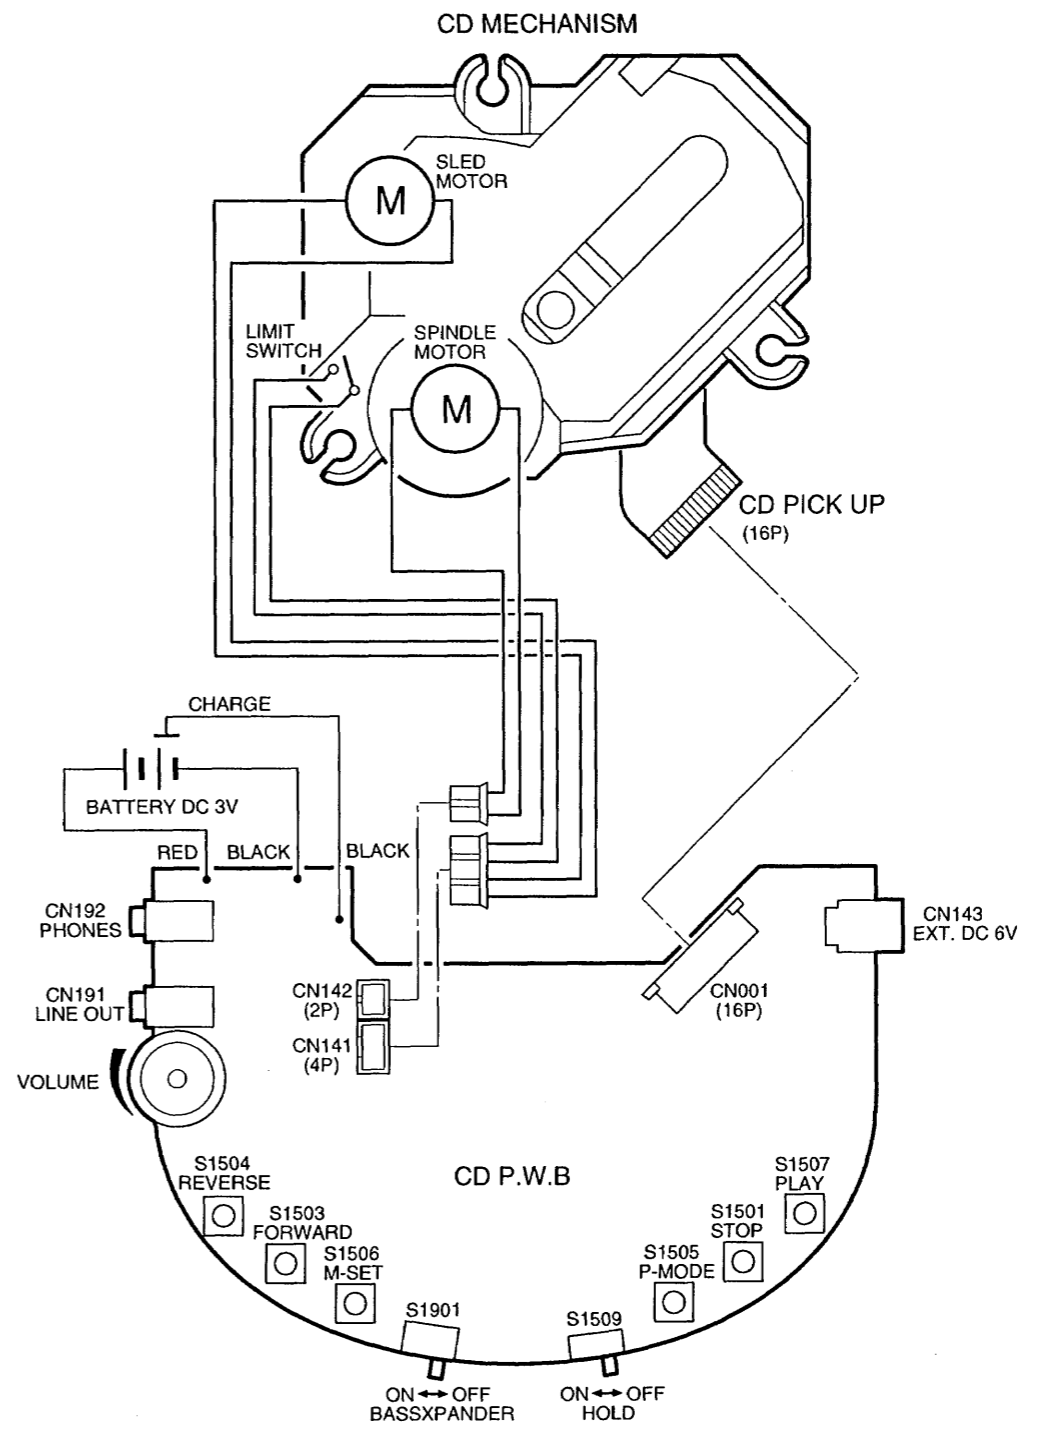 CD MECHANISM
SLED
MOTOR
M
LIMIT
SWITCH
SPINDLE
MOTOR
M
CD PICK UP
(16P)
CHARGE
BATTERY DC 3V
RED
BLACK
BLACK
CN192
PHONES
CN143
EXT. DC 6V
CN191
LINE OUT
CN142
(2P)
CN001
(16P)
CN141
(4P)
VOLUME
CD P.W.B
S1504
REVERSE
S1503
FORWARD
S1506
M-SET
S1507
PLAY
S1501
STOP
S1505
P-MODE
S1901
S1509
ON ↔ OFF
BASSXPANDER
ON ↔ OFF
HOLD